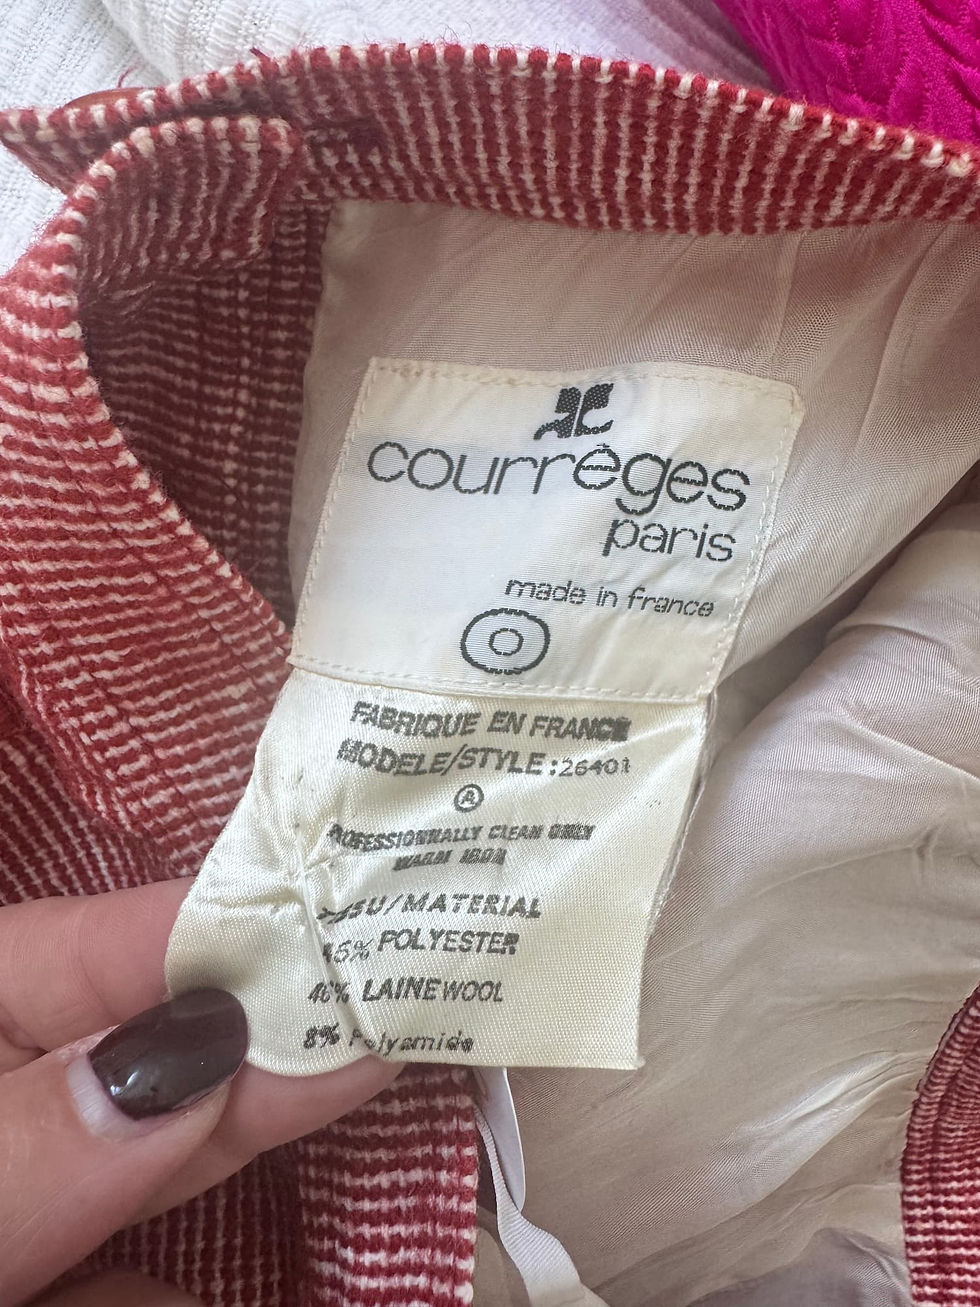 courrèges
paris
made in france
O
FABRIQUE EN FRANCE
MODELE/STYLE:26401
A
PROFESSIONNALLY CLEAN ONLY
WARM IRON
TISSU/MATERIAL
46% POLYESTER
46% LAINE WOOL
8% Polyamide